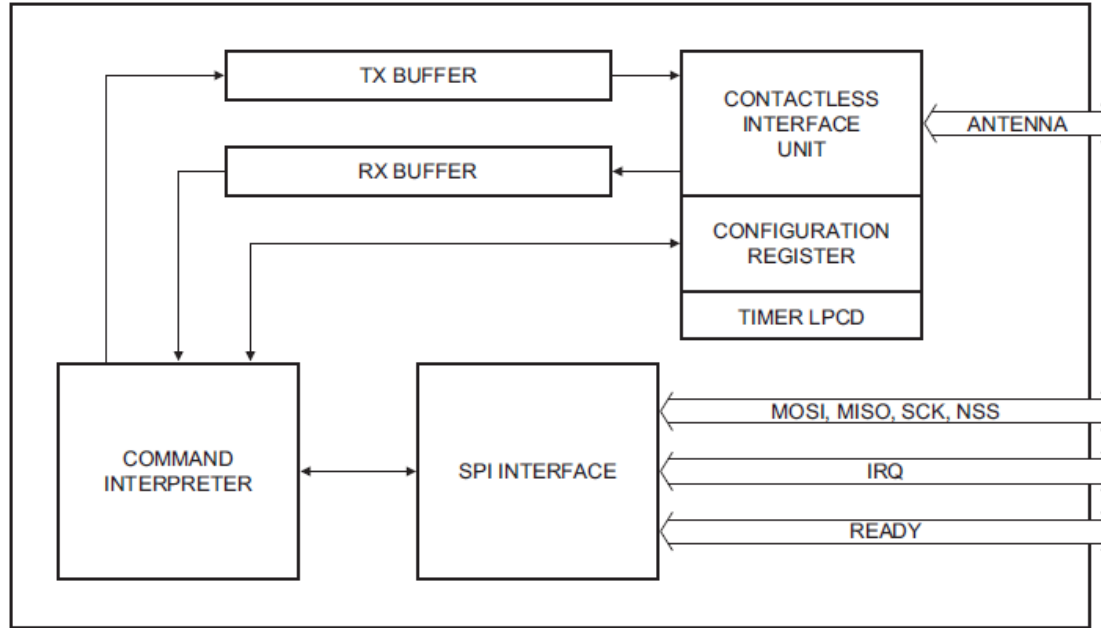 TX BUFFER
CONTACTLESS
INTERFACE
UNIT
ANTENNA
RX BUFFER
CONFIGURATION
REGISTER
TIMER LPCD
COMMAND
INTERPRETER
SPI INTERFACE
MOSI, MISO, SCK, NSS
IRQ
READY